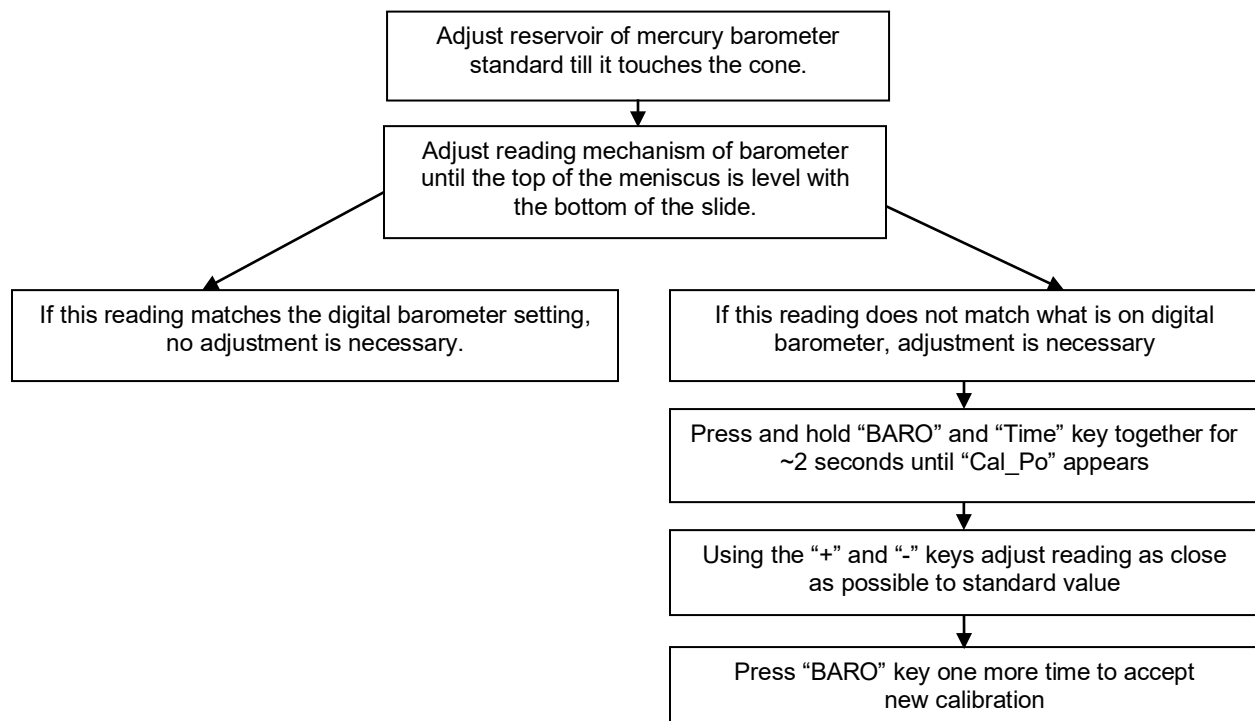 Adjust reservoir of mercury barometer
standard till it touches the cone.
Adjust reading mechanism of barometer
until the top of the meniscus is level with
the bottom of the slide.
If this reading matches the digital barometer setting,
no adjustment is necessary.
If this reading does not match what is on digital
barometer, adjustment is necessary
Press and hold “BARO” and “Time” key together for
~2 seconds until “Cal_Po” appears
Using the “+” and “-” keys adjust reading as close
as possible to standard value
Press “BARO” key one more time to accept
new calibration